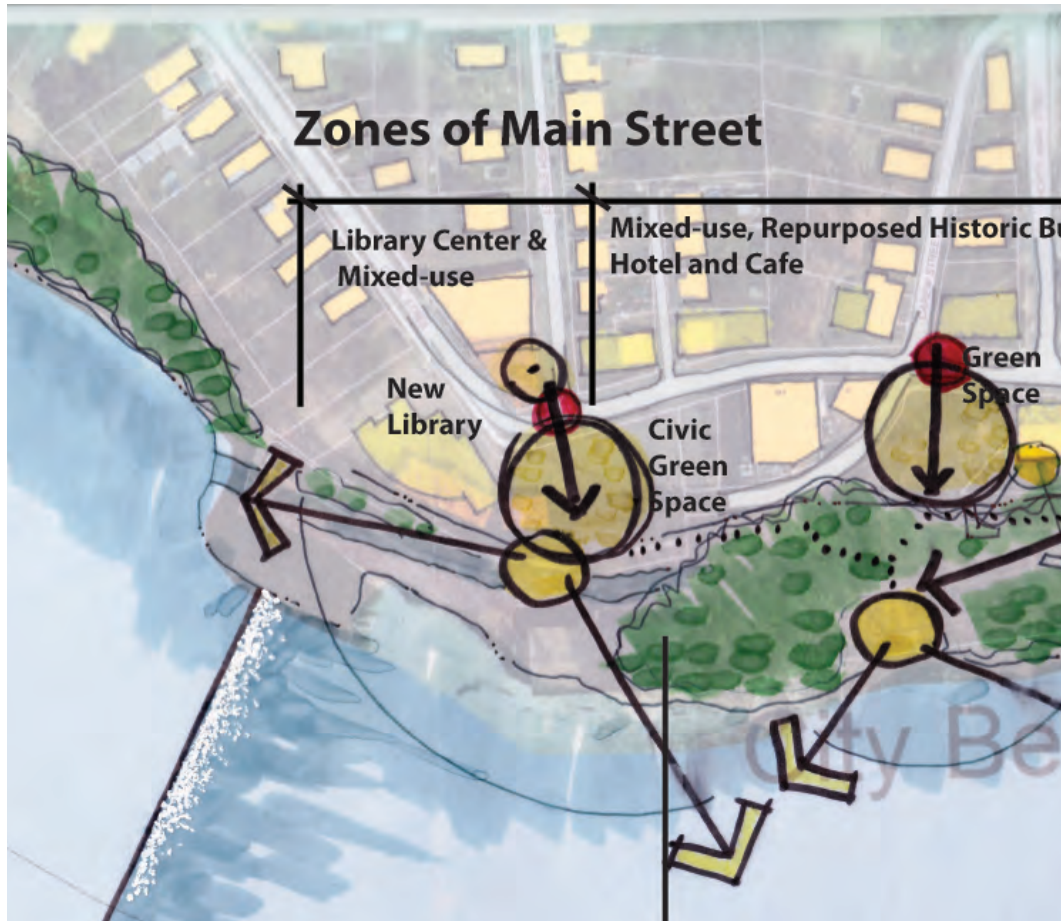 Zones of Main Street
Library Center &
Mixed-use
Mixed-use, Repurposed Historic Bu
Hotel and Cafe
New
Library
Civic
Green
Space
Green
Space
City Be